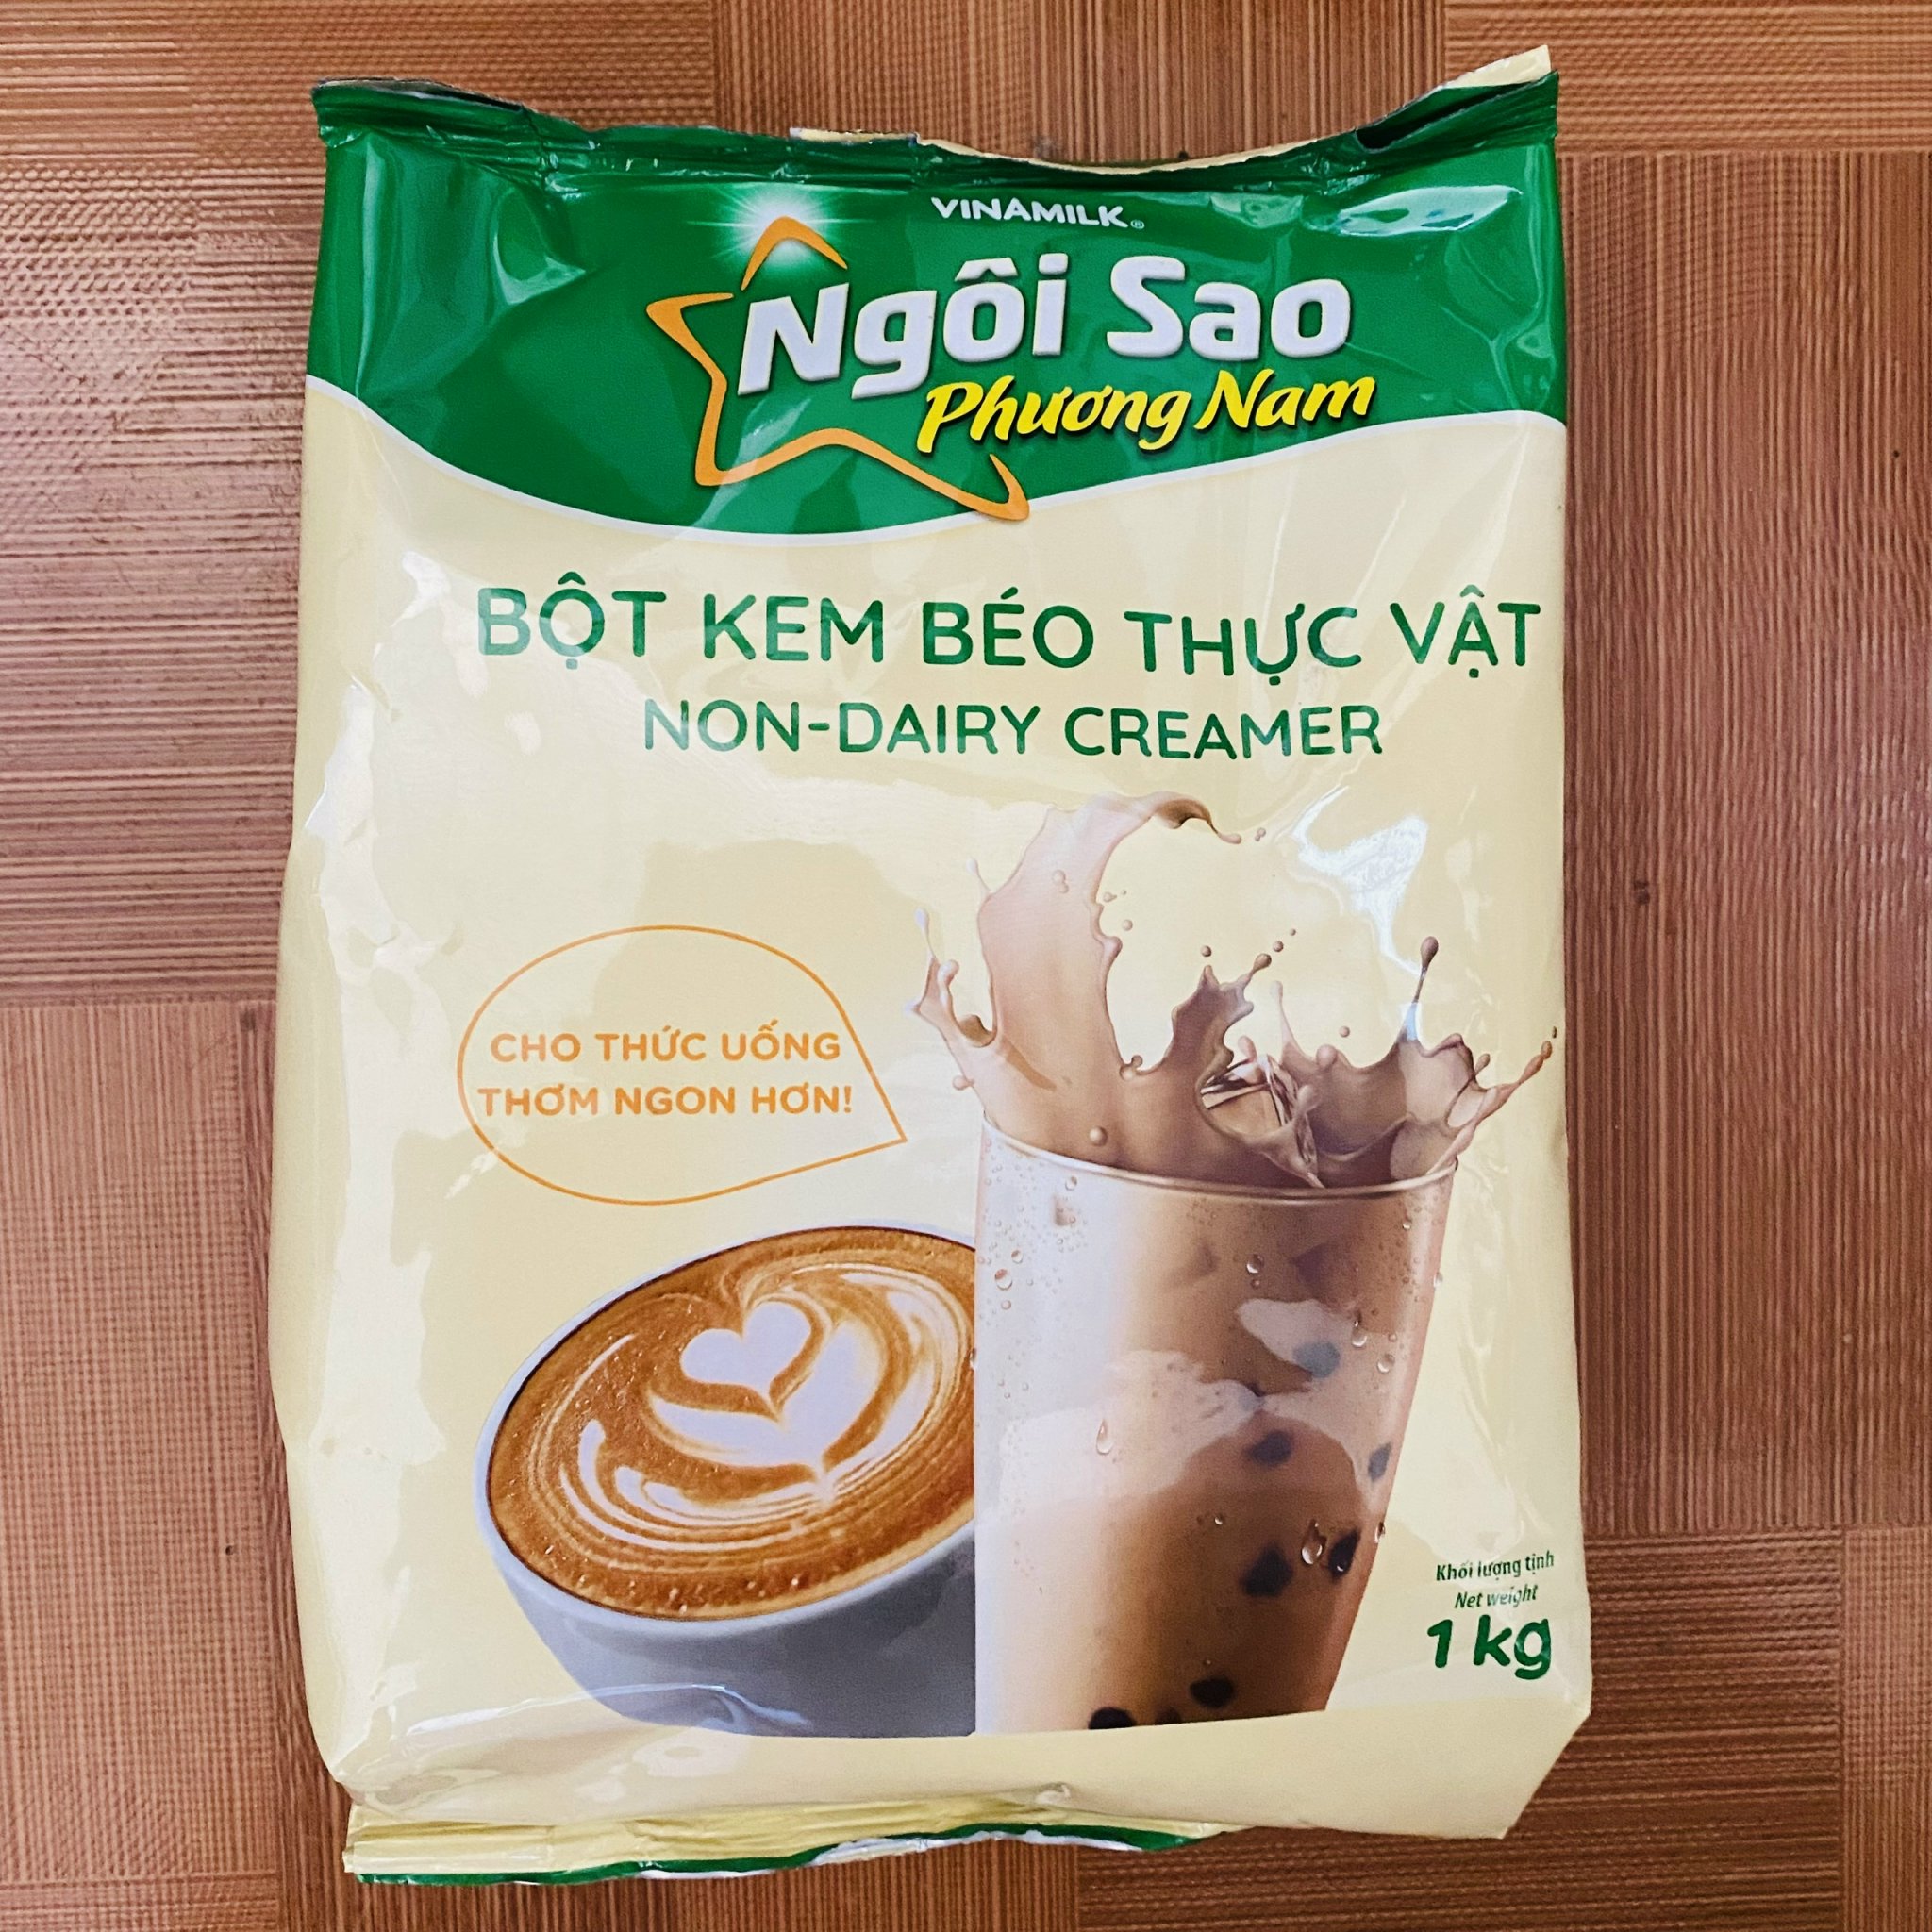 VINAMILK®
Ngôi Sao
Phương Nam
BỘT KEM BÉO THỰC VẬT
NON-DAIRY CREAMER
CHO THỨC UỐNG
THƠM NGON HƠN!
Khối lượng tịnh
Net weight
1 kg